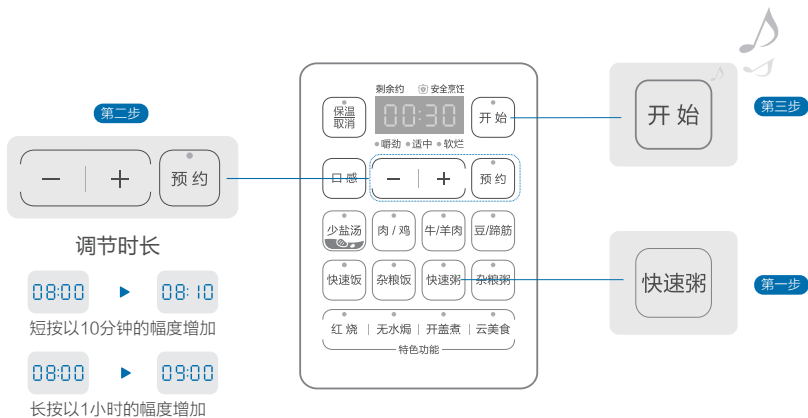 第二步
− | + 预约
调节时长
08:00 ▶ 08:10
短按以10分钟的幅度增加
08:00 ▶ 09:00
长按以1小时的幅度增加
剩余约 安全烹饪
保温
取消
00:30
开始
嚼劲 适中 软烂
口感
− | + 预约
少盐汤 肉/鸡 牛/羊肉 豆/蹄筋
快速饭 杂粮饭 快速粥 杂粮粥
红烧 | 无水焗 | 开盖煮 | 云美食
特色功能
开始
第三步
快速粥
第一步